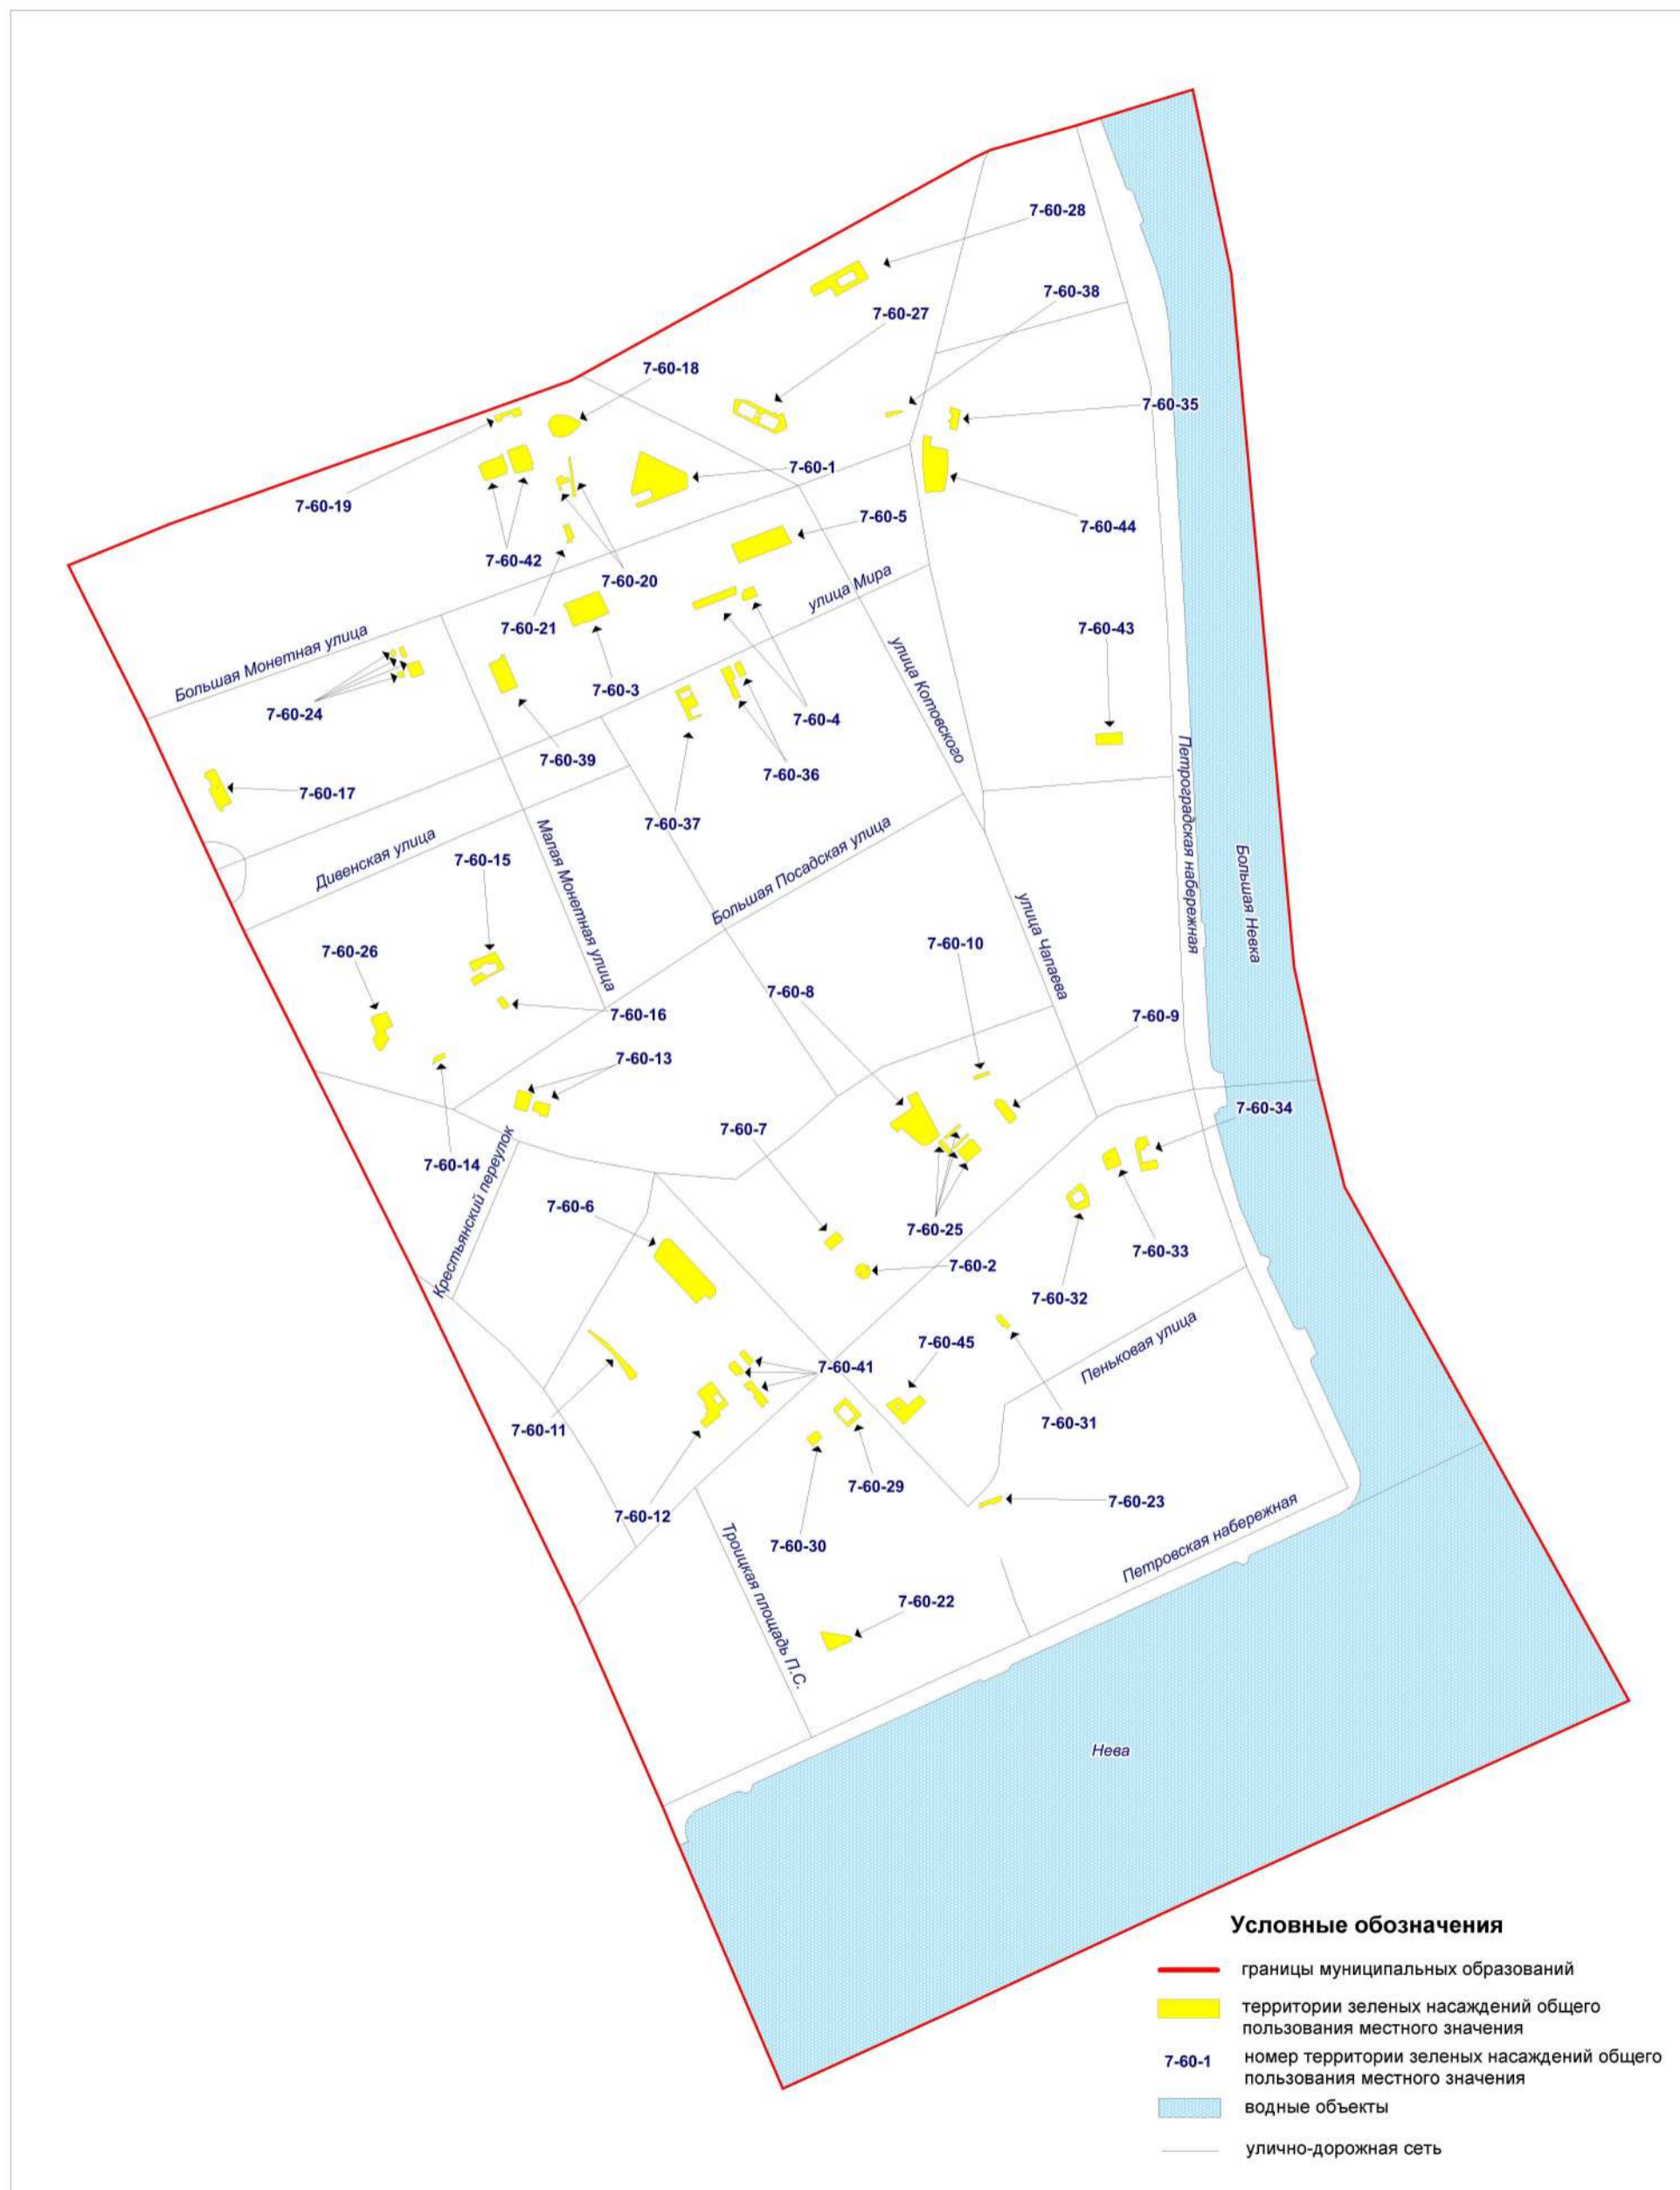 7-60-28
7-60-38
7-60-27
7-60-18
7-60-35
7-60-1
7-60-19
7-60-5
7-60-44
7-60-42
7-60-20
улица Мира
7-60-21
7-60-43
Большая Монетная улица
7-60-3
улица Котовского
7-60-24
7-60-4
7-60-39
7-60-36
7-60-17
Петроградская набережная
7-60-37
Дивенская улица
Малая Монетная улица
7-60-15
Большая Посадская улица
Большая Невка
7-60-26
7-60-10
улица Чапаева
7-60-8
7-60-16
7-60-9
7-60-13
7-60-34
7-60-7
7-60-14
Крестьянский переулок
7-60-6
7-60-25
7-60-33
7-60-2
7-60-32
7-60-45
Пеньковая улица
7-60-41
7-60-11
7-60-31
7-60-29
7-60-23
7-60-12
7-60-30
Петровская набережная
Троицкая площадь П.С.
7-60-22
Нева
Условные обозначения
границы муниципальных образований
территории зеленых насаждений общего
пользования местного значения
7-60-1 номер территории зеленых насаждений общего
пользования местного значения
водные объекты
улично-дорожная сеть